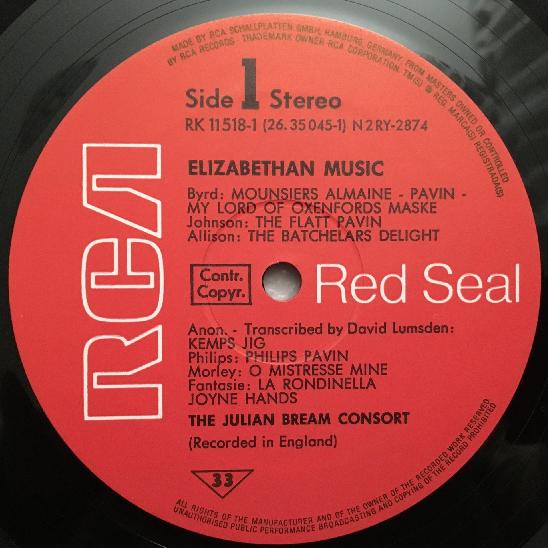 MADE BY RCA SCHALLPLATTEN GMBH, HAMBURG, GERMANY, FROM MASTERS OWNED OR CONTROLLED
BY RCA RECORDS TRADEMARK OWNER RCA CORPORATION. TM(S) ® REG. MARCA(S) REGISTRADA(S)
Side 1 Stereo
RK 11518-1 (26.35045-1) N2RY-2874
ELIZABETHAN MUSIC
Byrd: MOUNSIERS ALMAINE - PAVIN -
MY LORD OF OXENFORDS MASKE
Johnson: THE FLATT PAVIN
Allison: THE BATCHELARS DELIGHT
RCA
Contr.
Copyr.
Red Seal
Anon. - Transcribed by David Lumsden:
KEMPS JIG
Philips: PHILIPS PAVIN
Morley: O MISTRESSE MINE
Fantasie: LA RONDINELLA
JOYNE HANDS
THE JULIAN BREAM CONSORT
(Recorded in England)
33
ALL RIGHTS OF THE MANUFACTURER AND OF THE OWNER OF THE RECORDED WORK RESERVED
UNAUTHORISED PUBLIC PERFORMANCE BROADCASTING AND COPYING OF THE RECORD PROHIBITED